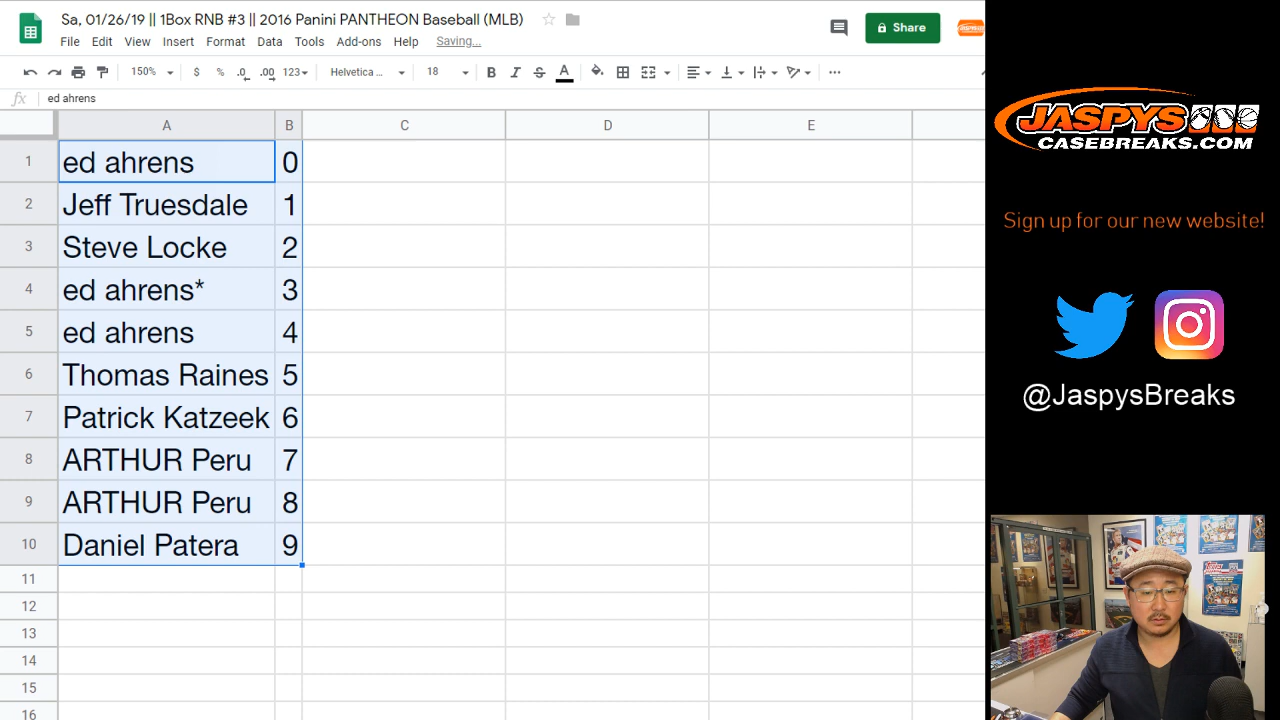 Sa, 01/26/19 || 1Box RNB #3 || 2016 Panini PANTHEON Baseball (MLB)
File Edit View Insert Format Data Tools Add-ons Help Saving...
Share
150% $ % .0 .00 123 Helvetica ... 18 B I S A
fx ed ahrens
A B C D E
1 ed ahrens 0
2 Jeff Truesdale 1
3 Steve Locke 2
4 ed ahrens* 3
5 ed ahrens 4
6 Thomas Raines 5
7 Patrick Katzeek 6
8 ARTHUR Peru 7
9 ARTHUR Peru 8
10 Daniel Patera 9
11
12
13
14
15
16
JASPYS
CASEBREAKS.COM
Sign up for our new website!
@JaspysBreaks